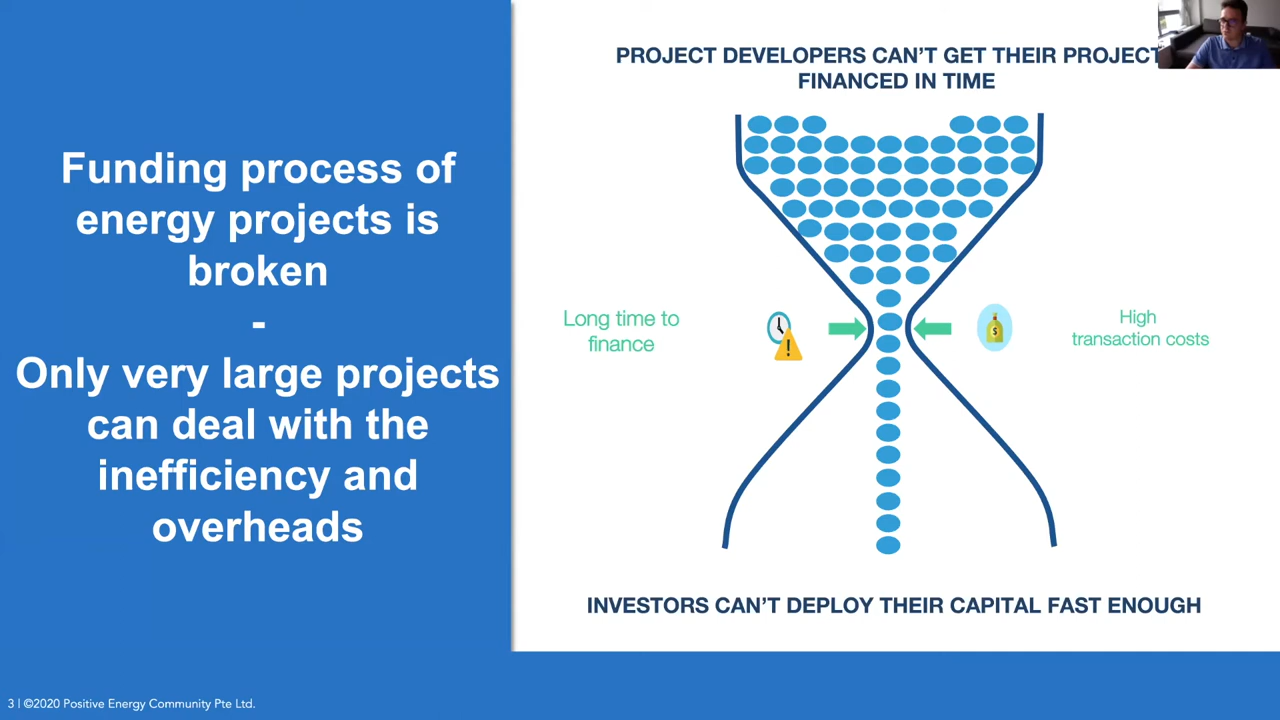 Funding process of
energy projects is
broken
-
Only very large projects
can deal with the
inefficiency and
overheads
PROJECT DEVELOPERS CAN'T GET THEIR PROJECT
FINANCED IN TIME
Long time to
finance
$
High
transaction costs
INVESTORS CAN'T DEPLOY THEIR CAPITAL FAST ENOUGH
3 | ©2020 Positive Energy Community Pte Ltd.